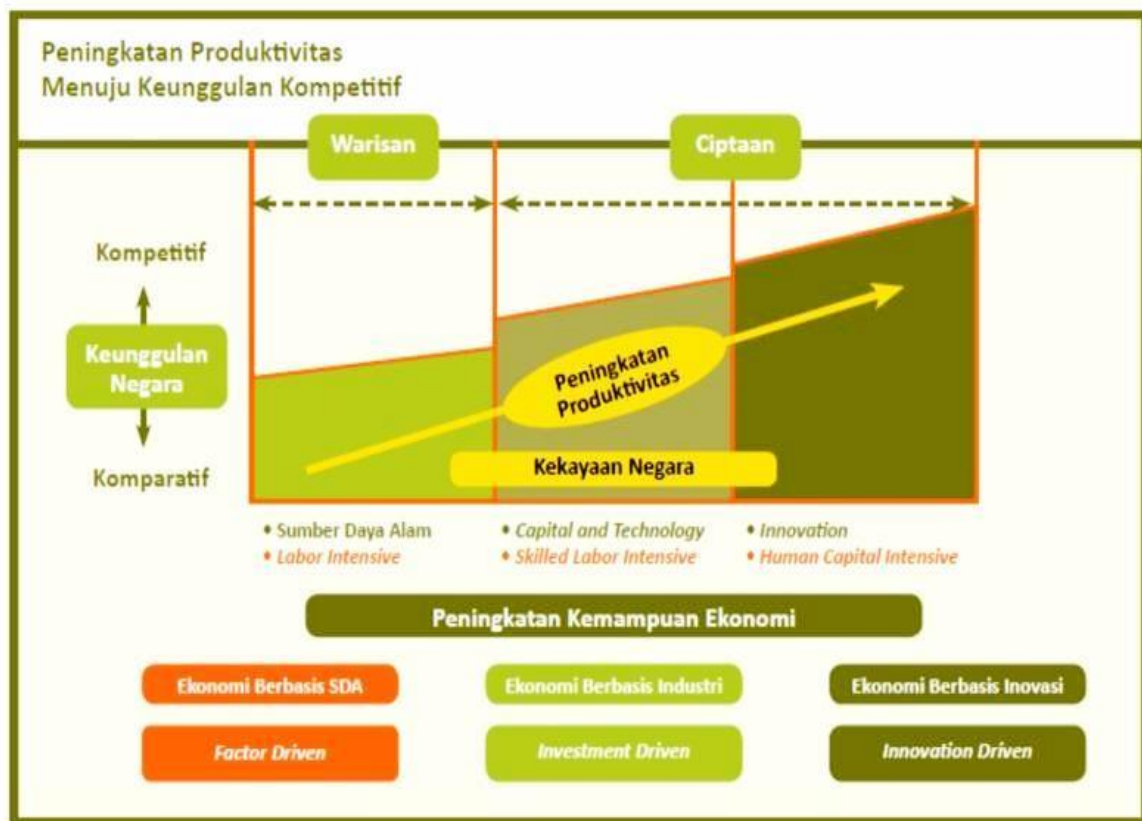 Peningkatan Produktivitas
Menuju Keunggulan Kompetitif
Warisan
Ciptaan
Kompetitif
Keunggulan
Negara
Komparatif
Peningkatan
Produktivitas
Kekayaan Negara
• Sumber Daya Alam
• Labor Intensive
• Capital and Technology
• Skilled Labor Intensive
• Innovation
• Human Capital Intensive
Peningkatan Kemampuan Ekonomi
Ekonomi Berbasis SDA
Ekonomi Berbasis Industri
Ekonomi Berbasis Inovasi
Factor Driven
Investment Driven
Innovation Driven